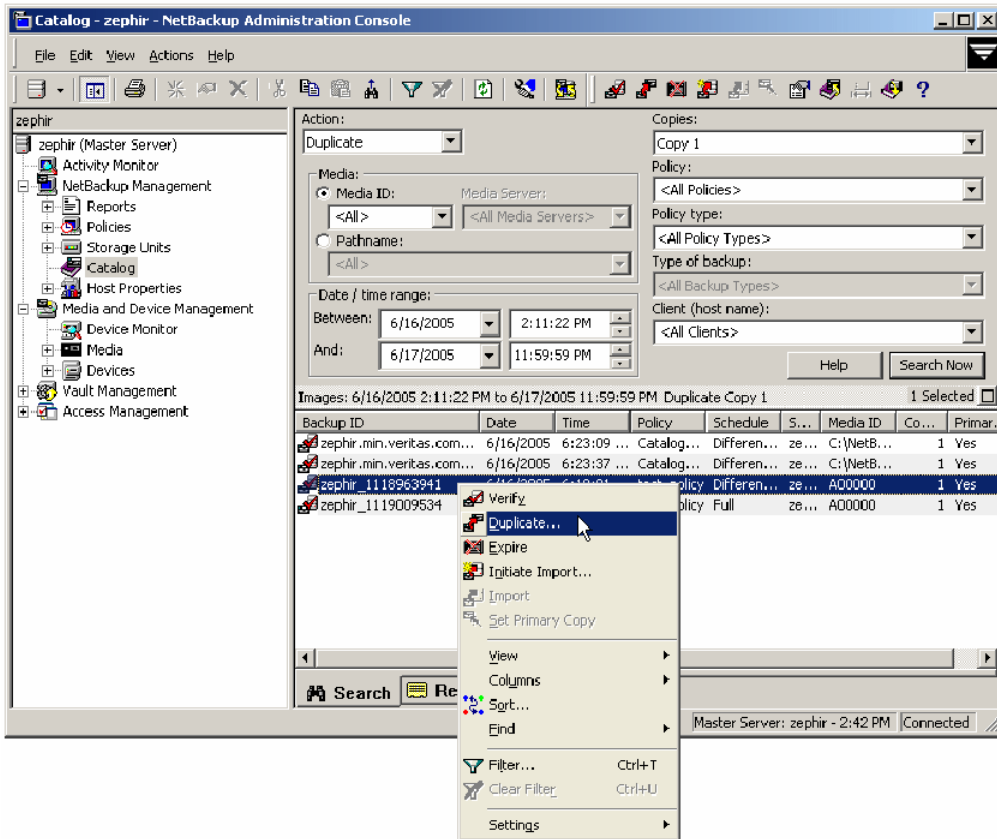 Catalog - zephir - NetBackup Administration Console
File Edit View Actions Help
zephir
zephir (Master Server)
Activity Monitor
NetBackup Management
Reports
Policies
Storage Units
Catalog
Host Properties
Media and Device Management
Device Monitor
Media
Devices
Vault Management
Access Management
Action:
Duplicate
Copies:
Copy 1
Media:
Media ID: Media Server:
<All> <All Media Servers>
Pathname:
<All>
Policy:
<All Policies>
Policy type:
<All Policy Types>
Type of backup:
<All Backup Types>
Client (host name):
<All Clients>
Date / time range:
Between: 6/16/2005 2:11:22 PM
And: 6/17/2005 11:59:59 PM
Help Search Now
Images: 6/16/2005 2:11:22 PM to 6/17/2005 11:59:59 PM Duplicate Copy 1 1 Selected
Backup ID Date Time Policy Schedule S... Media ID Co... Primar.
zephir.min.veritas.com... 6/16/2005 6:23:09 ... Catalog... Differen... ze... C:\NetB... 1 Yes
zephir.min.veritas.com... 6/16/2005 6:23:37 ... Catalog... Differen... ze... C:\NetB... 1 Yes
zephir_1118963941 Differen... ze... A00000 1 Yes
zephir_1119009534 olicy Full ze... A00000 1 Yes
Verify
Duplicate...
Expire
Initiate Import...
Import
Set Primary Copy
View
Columns
Sort...
Find
Filter... Ctrl+T
Clear Filter Ctrl+U
Settings
Search Re
Master Server: zephir - 2:42 PM Connected